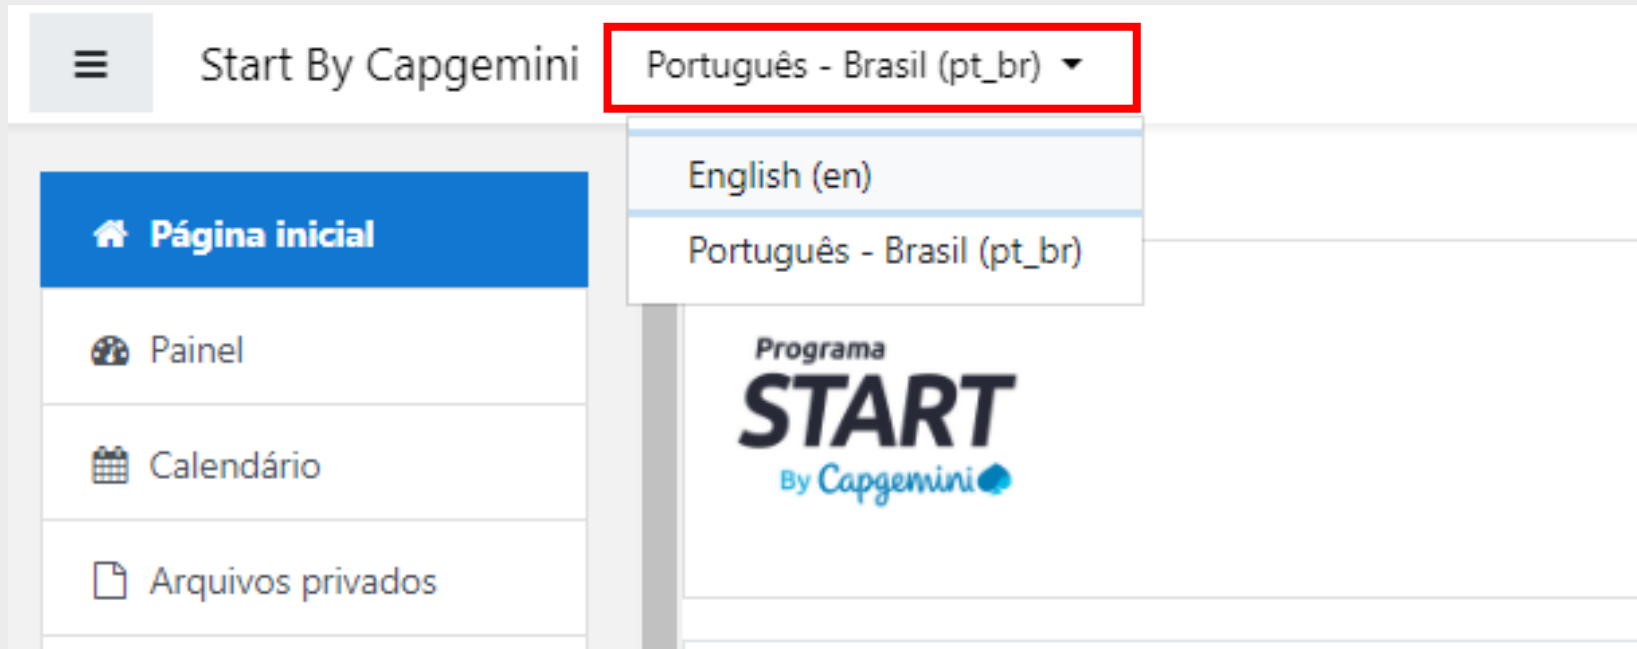 Start By Capgemini
Português - Brasil (pt_br)
English (en)
Português - Brasil (pt_br)
Página inicial
Painel
Calendário
Arquivos privados
Programa
START
By Capgemini